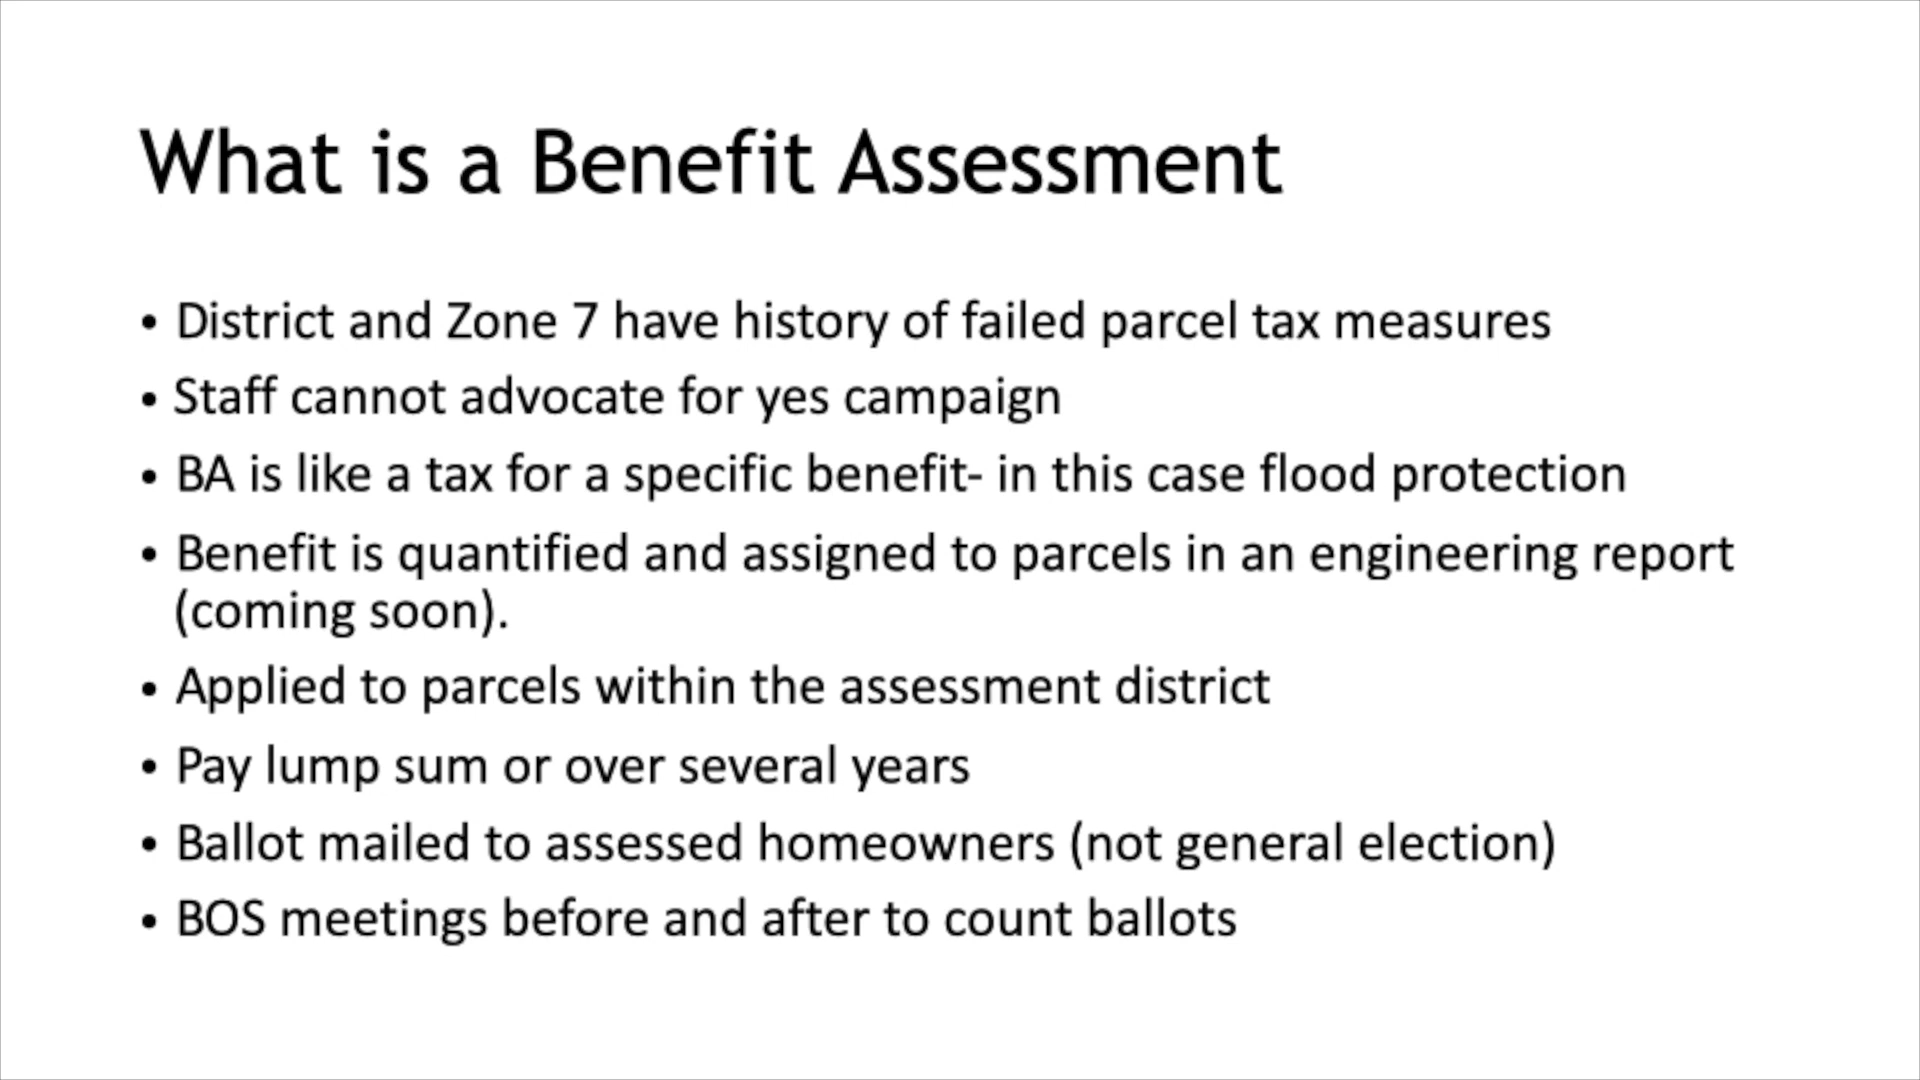 What is a Benefit Assessment
• District and Zone 7 have history of failed parcel tax measures
• Staff cannot advocate for yes campaign
• BA is like a tax for a specific benefit- in this case flood protection
• Benefit is quantified and assigned to parcels in an engineering report
(coming soon).
• Applied to parcels within the assessment district
• Pay lump sum or over several years
• Ballot mailed to assessed homeowners (not general election)
• BOS meetings before and after to count ballots